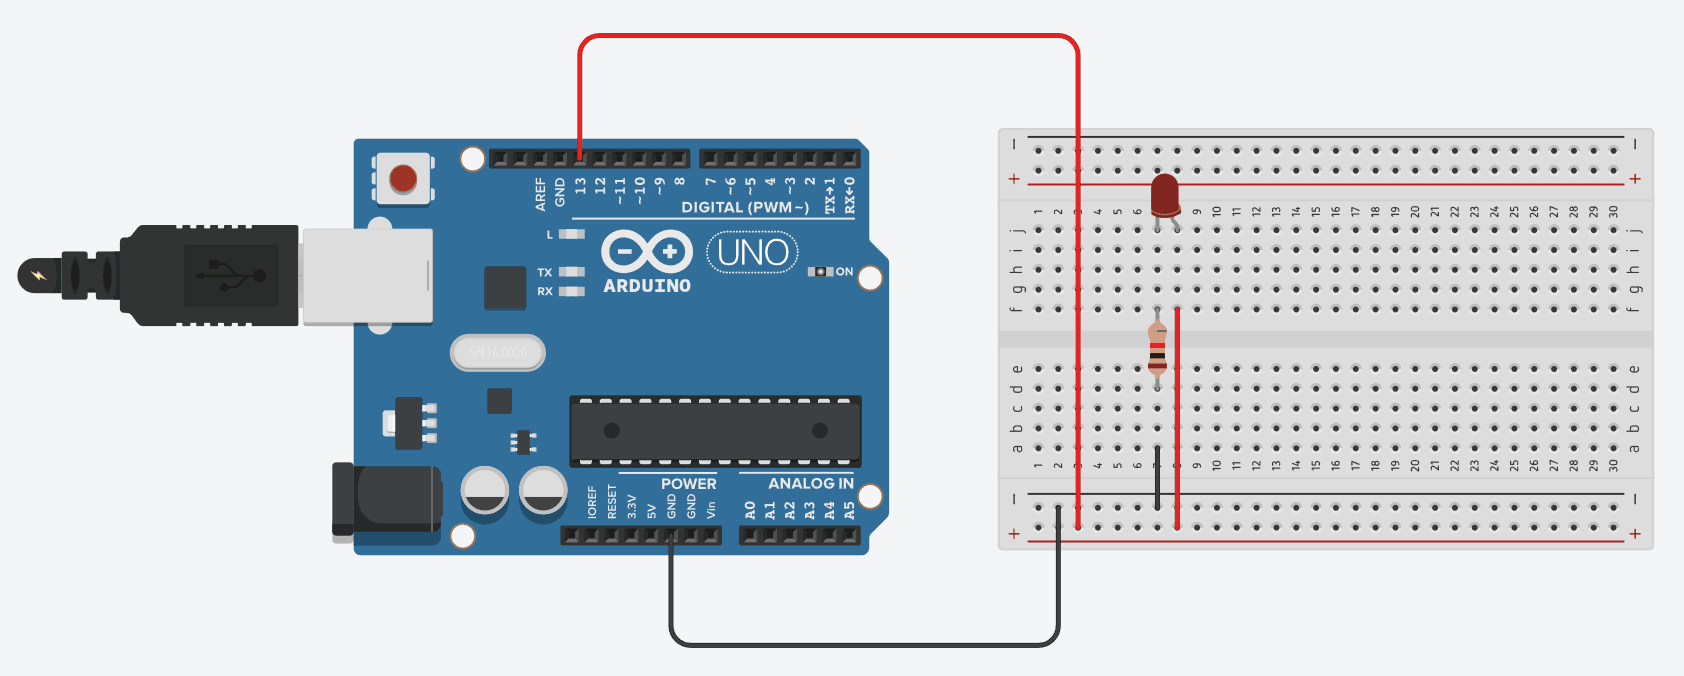 AREF
GND
13
12
~11
~10
~9
8
7
~6
~5
4
~3
2
TX→1
RX←0
DIGITAL (PWM~)
L
TX
RX
ARDUINO
UNO
ON
SPK16.000G
POWER
ANALOG IN
IOREF
RESET
3.3V
5V
GND
GND
Vin
A0
A1
A2
A3
A4
A5
− −
+ +
1 2 3 4 5 6 7 8 9 10 11 12 13 14 15 16 17 18 19 20 21 22 23 24 25 26 27 28 29 30
j j
i i
h h
g g
f f
e e
d d
c c
b b
a a
1 2 3 4 5 6 7 8 9 10 11 12 13 14 15 16 17 18 19 20 21 22 23 24 25 26 27 28 29 30
− −
+ +